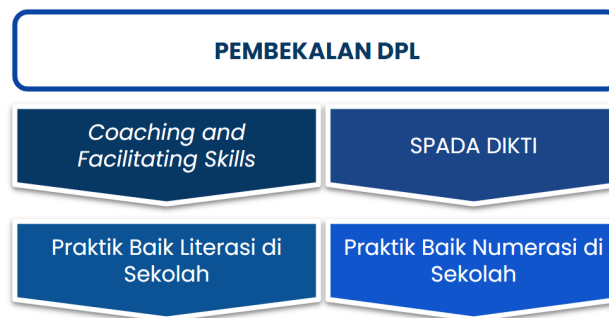 PEMBEKALAN DPL
Coaching and
Facilitating Skills
SPADA DIKTI
Praktik Baik Literasi di
Sekolah
Praktik Baik Numerasi di
Sekolah